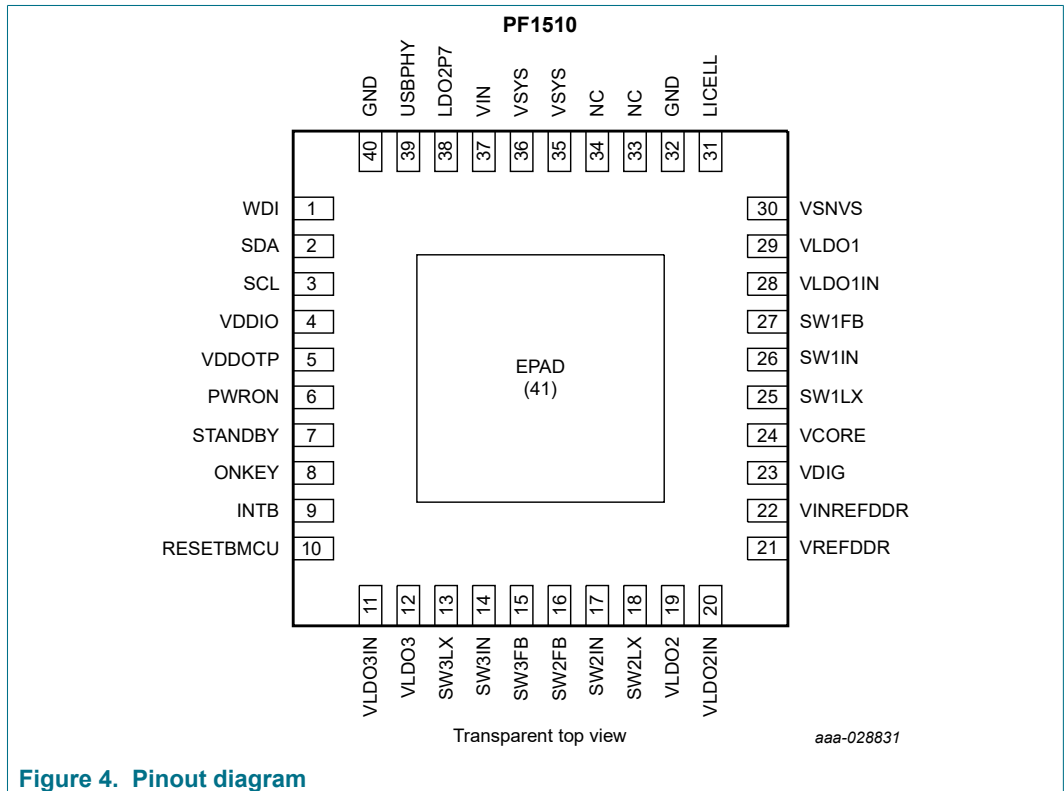 PF1510
GND
USBPHY
LDO2P7
VIN
VSYS
VSYS
NC
NC
GND
LICELL
40
39
38
37
36
35
34
33
32
31
WDI 1
SDA 2
SCL 3
VDDIO 4
VDDOTP 5
PWRON 6
STANDBY 7
ONKEY 8
INTB 9
RESETBMCU 10
EPAD
(41)
30 VSNVS
29 VLDO1
28 VLDO1IN
27 SW1FB
26 SW1IN
25 SW1LX
24 VCORE
23 VDIG
22 VINREFDDR
21 VREFDDR
11
12
13
14
15
16
17
18
19
20
VLDO3IN
VLDO3
SW3LX
SW3IN
SW3FB
SW2FB
SW2IN
SW2LX
VLDO2
VLDO2IN
Transparent top view
aaa-028831
Figure 4. Pinout diagram